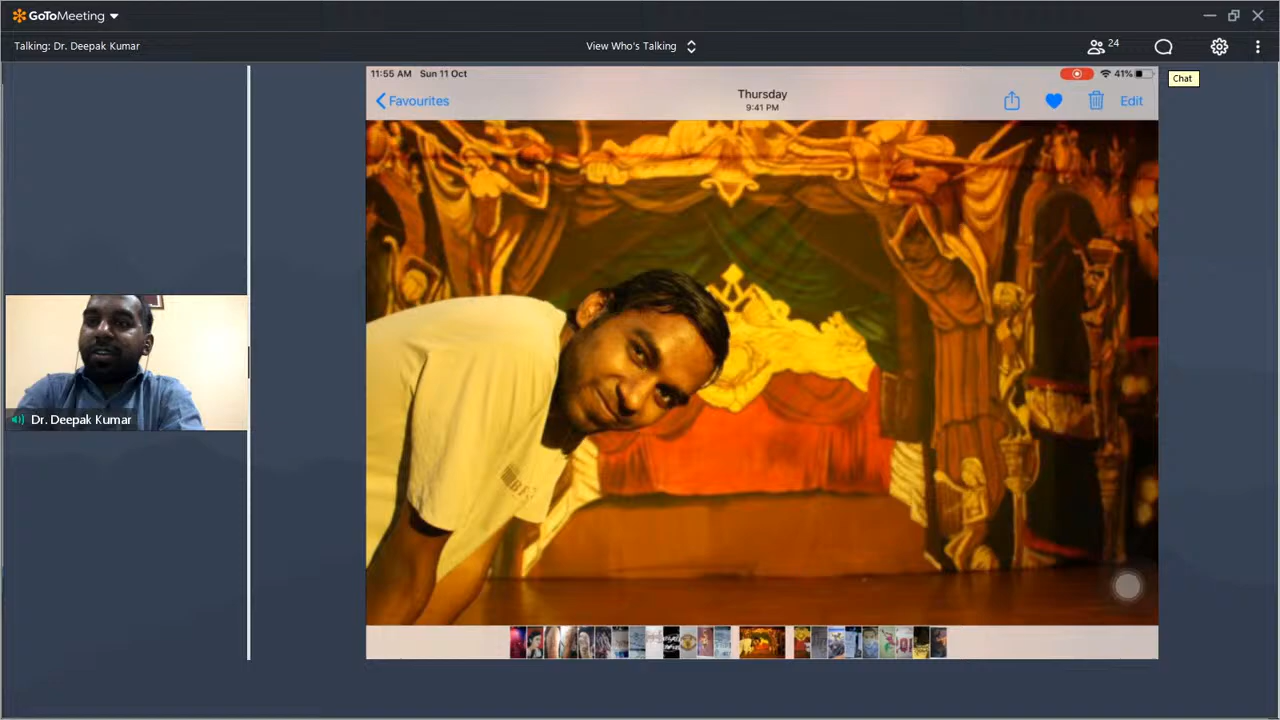 GoToMeeting
Talking: Dr. Deepak Kumar
View Who's Talking
24
Chat
11:55 AM Sun 11 Oct
41%
Favourites
Thursday
9:41 PM
Edit
Dr. Deepak Kumar